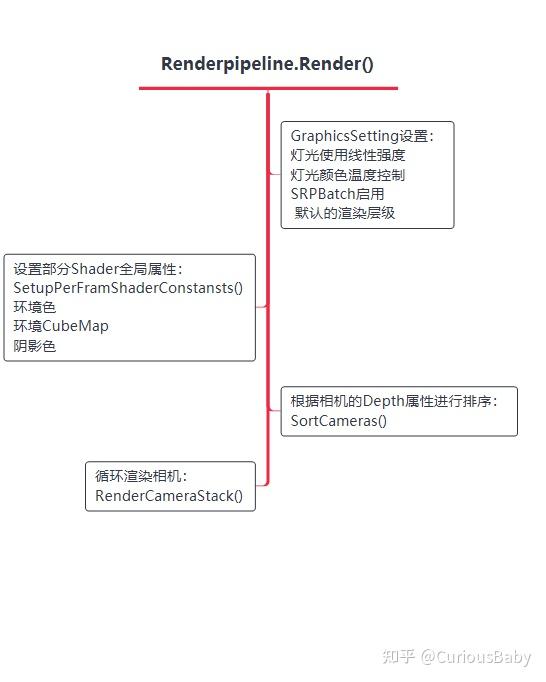 Renderpipeline.Render()
GraphicsSetting设置：
灯光使用线性强度
灯光颜色温度控制
SRPBatch启用
默认的渲染层级
设置部分Shader全局属性：
SetupPerFramShaderConstansts()
环境色
环境CubeMap
阴影色
根据相机的Depth属性进行排序：
SortCameras()
循环渲染相机：
RenderCameraStack()
知乎 @CuriousBaby